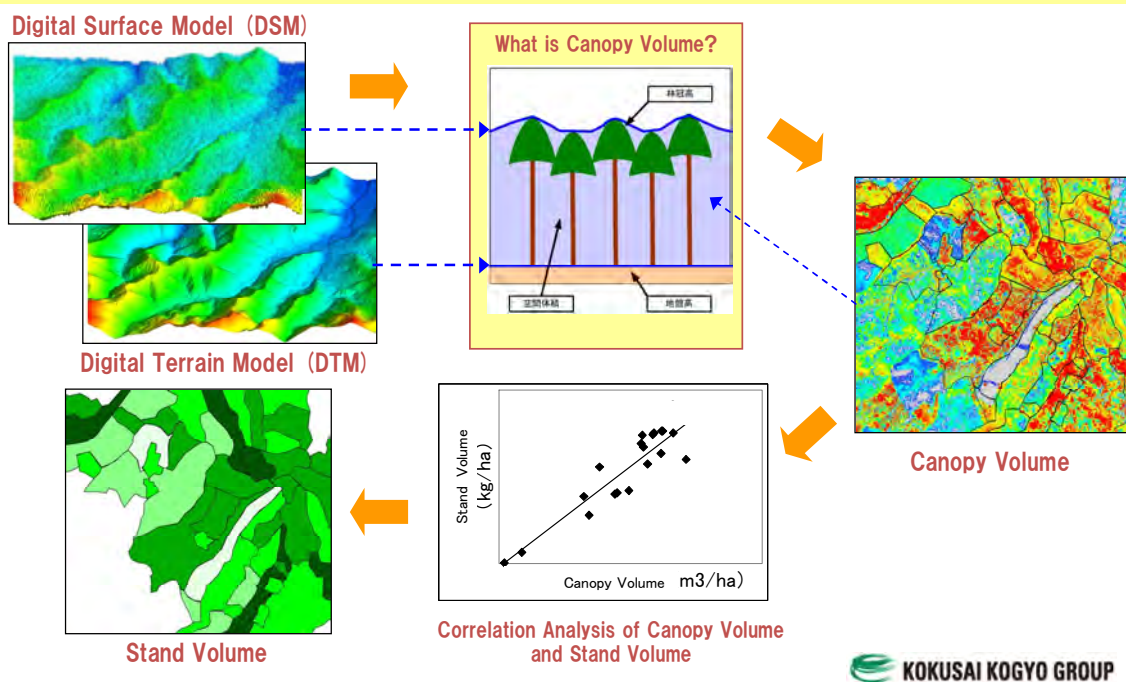 Digital Surface Model (DSM)
What is Canopy Volume?
林冠高
空間体積
地盤高
Digital Terrain Model (DTM)
Canopy Volume
Stand Volume
(kg/ha)
Canopy Volume m3/ha)
Correlation Analysis of Canopy Volume
and Stand Volume
Stand Volume
KOKUSAI KOGYO GROUP